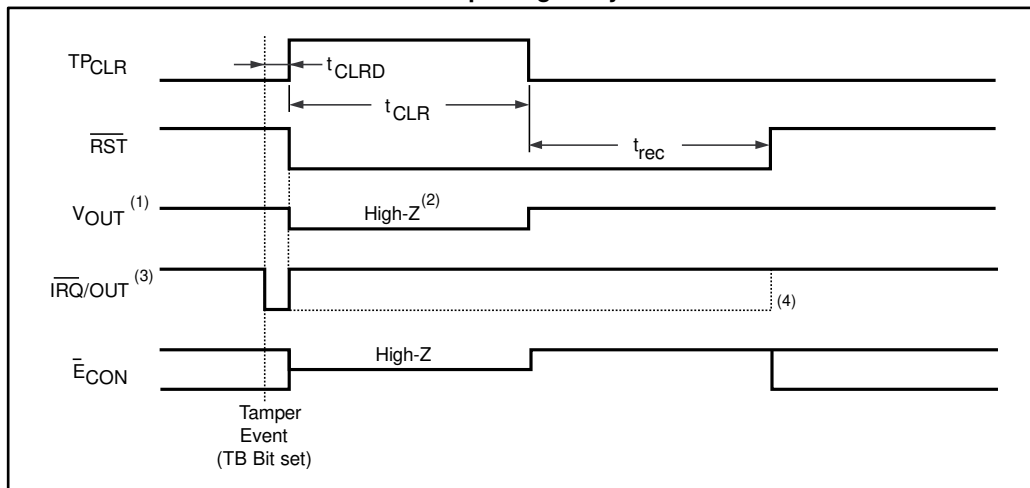 TPCLR
tCLRD
tCLR
RST
trec
VOUT (1)
High-Z(2)
IRQ/OUT (3)
(4)
High-Z
ECON
Tamper
Event
(TB Bit set)